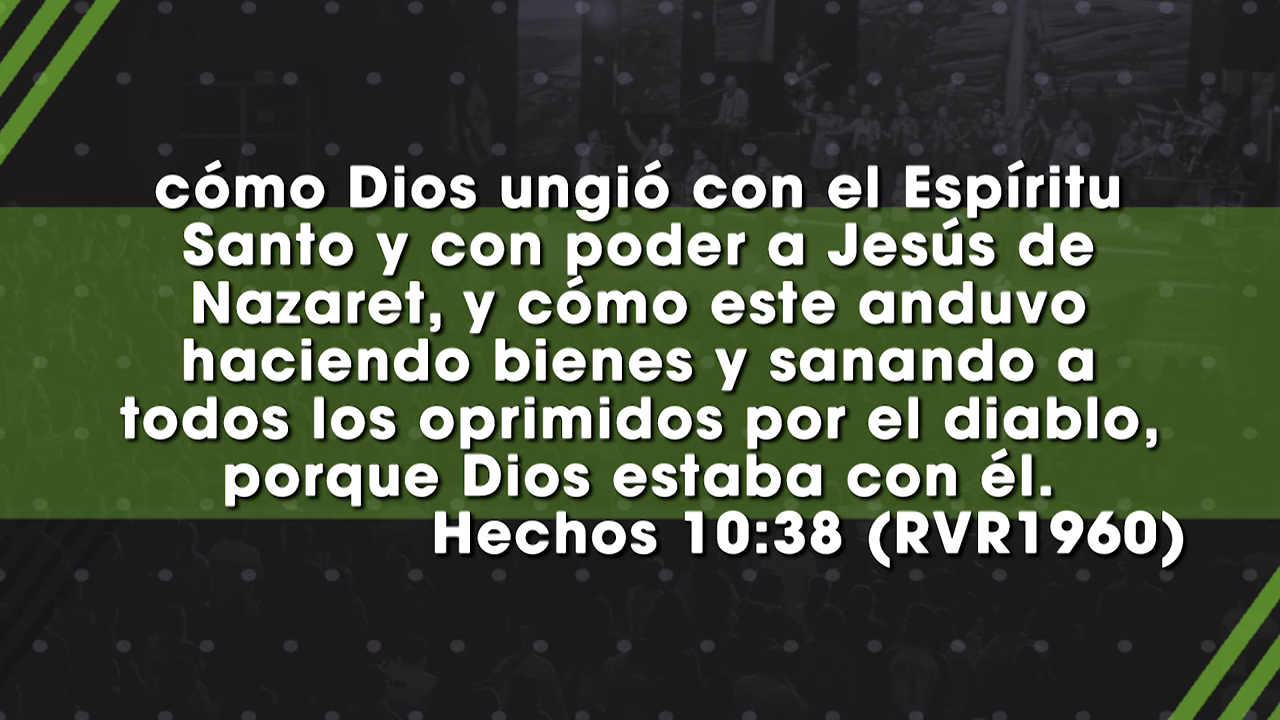 cómo Dios ungió con el Espíritu
Santo y con poder a Jesús de
Nazaret, y cómo este anduvo
haciendo bienes y sanando a
todos los oprimidos por el diablo,
porque Dios estaba con él.
Hechos 10:38 (RVR1960)